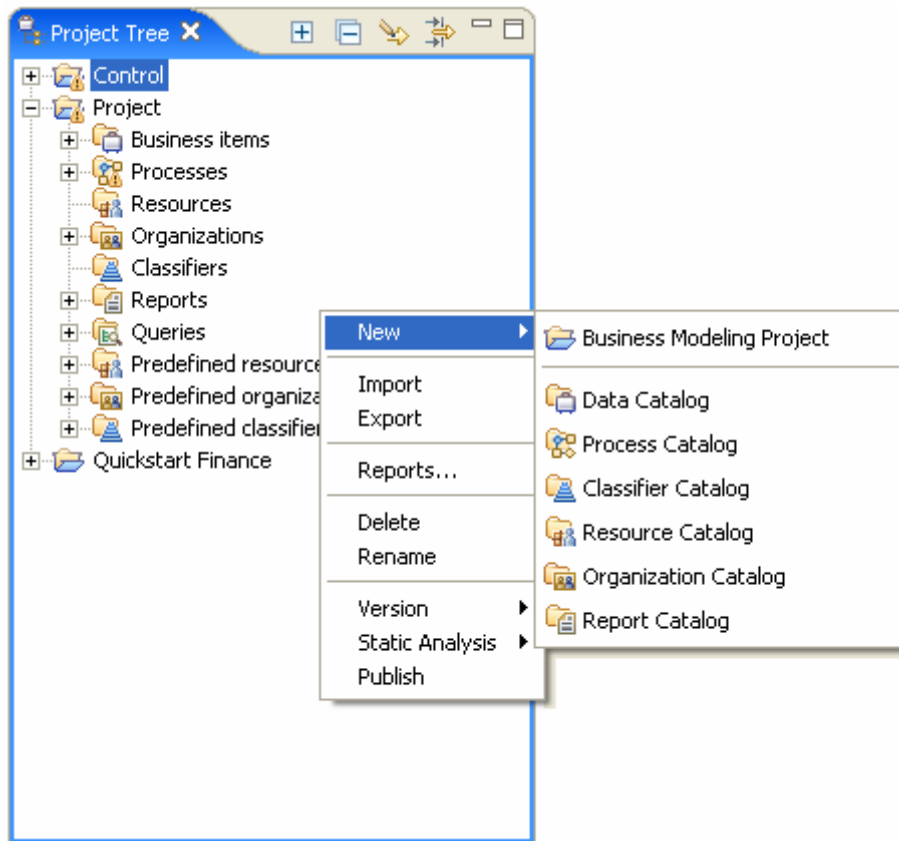 Project Tree
Control
Project
Business items
Processes
Resources
Organizations
Classifiers
Reports
Queries
Predefined resource
Predefined organiza
Predefined classifier
Quickstart Finance
New
Import
Export
Reports...
Delete
Rename
Version
Static Analysis
Publish
Business Modeling Project
Data Catalog
Process Catalog
Classifier Catalog
Resource Catalog
Organization Catalog
Report Catalog